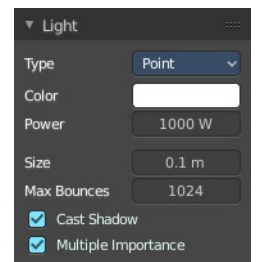 Light
Type Point
Color
Power 1000 W
Size 0.1 m
Max Bounces 1024
Cast Shadow
Multiple Importance